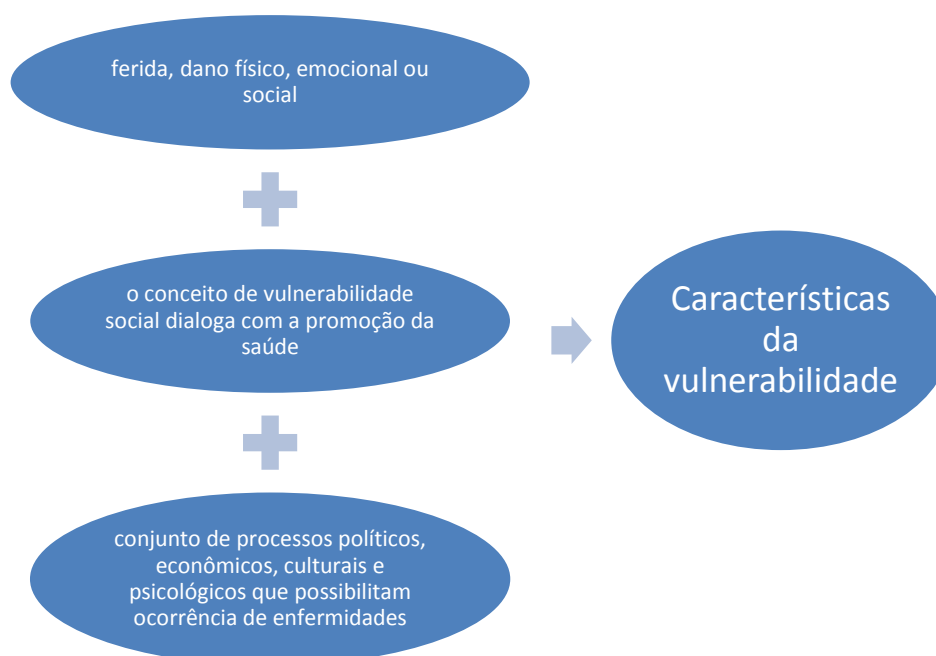 ferida, dano físico, emocional ou
social
o conceito de vulnerabilidade
social dialoga com a promoção da
saúde
conjunto de processos políticos,
econômicos, culturais e
psicológicos que possibilitam
ocorrência de enfermidades
Características
da
vulnerabilidade